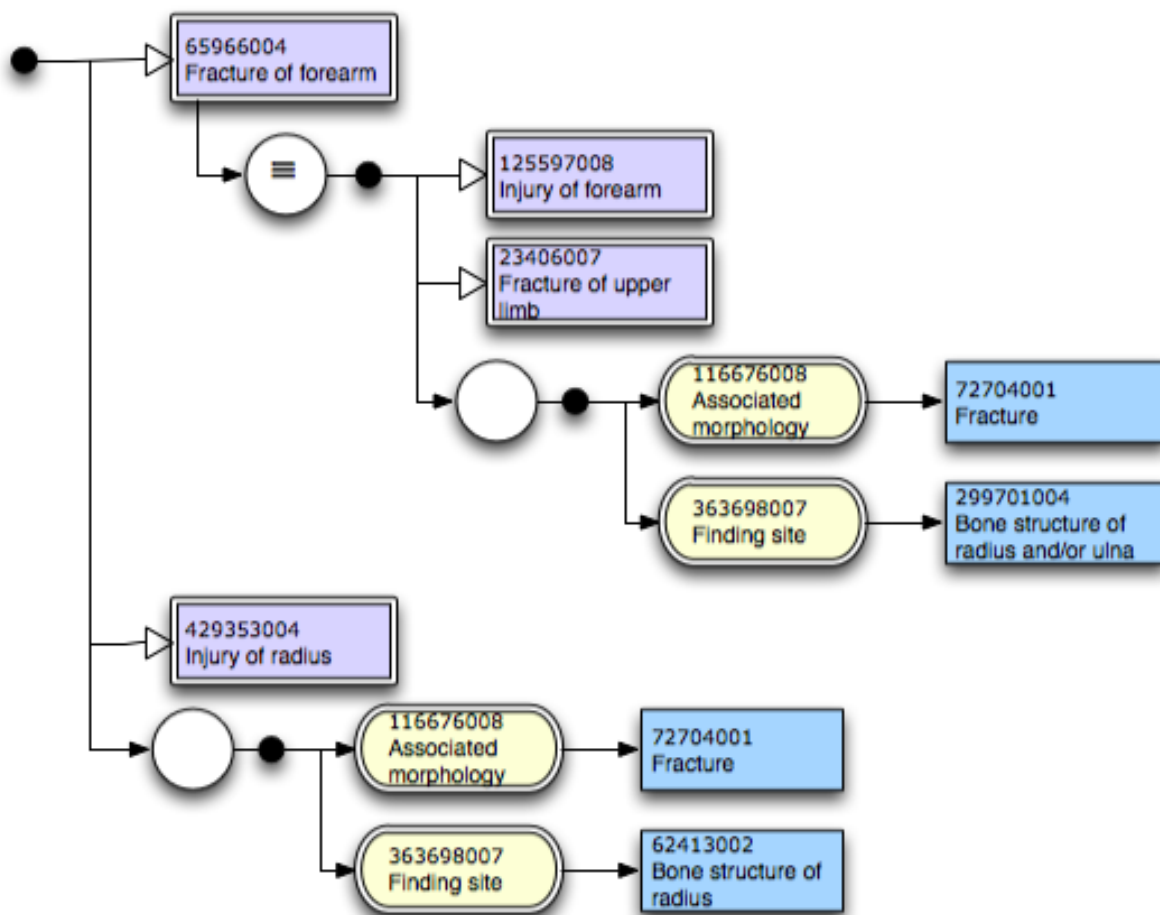 65966004
Fracture of forearm
≡
125597008
Injury of forearm
23406007
Fracture of upper
limb
116676008
Associated
morphology
72704001
Fracture
363698007
Finding site
299701004
Bone structure of
radius and/or ulna
429353004
Injury of radius
116676008
Associated
morphology
72704001
Fracture
363698007
Finding site
62413002
Bone structure of
radius